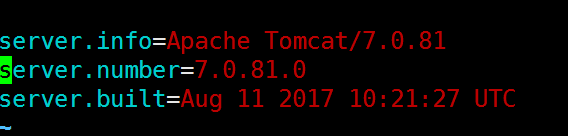 server.info=Apache Tomcat/7.0.81
server.number=7.0.81.0
server.built=Aug 11 2017 10:21:27 UTC
~